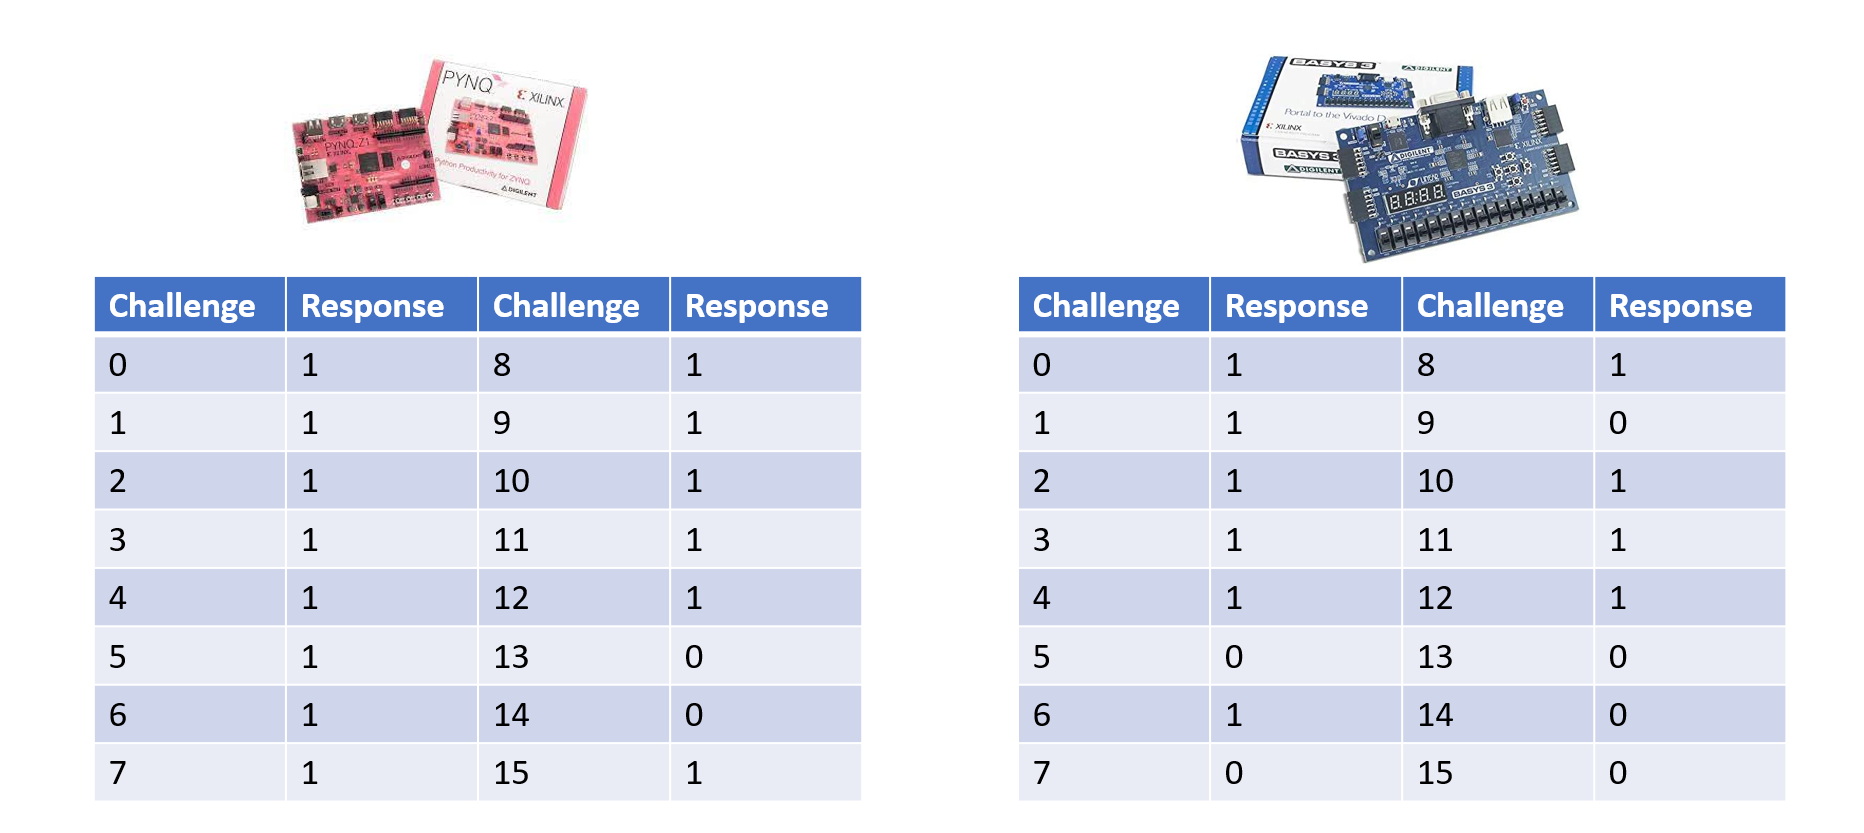 PYNQ
XILINX
PYNQ-Z1
XILINX
Python Productivity for ZYNQ
DIGILENT
BASYS 3
DIGILENT
Portal to the Vivado D
XILINX
BASYS 3
DIGILENT
DIGILENT
XILINX
BASYS 3
8.8.8.8.
Challenge Response Challenge Response
0 1 8 1
1 1 9 1
2 1 10 1
3 1 11 1
4 1 12 1
5 1 13 0
6 1 14 0
7 1 15 1
Challenge Response Challenge Response
0 1 8 1
1 1 9 0
2 1 10 1
3 1 11 1
4 1 12 1
5 0 13 0
6 1 14 0
7 0 15 0